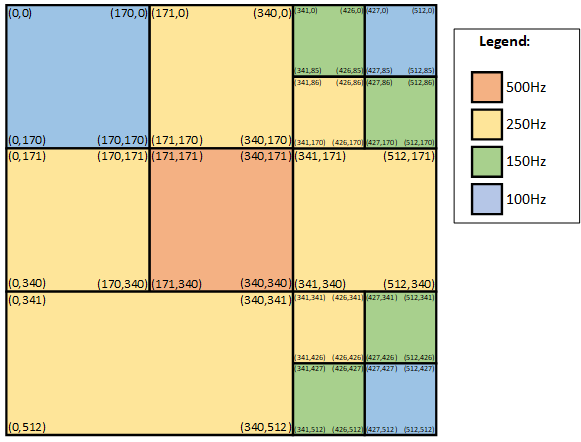 (0,0) (170,0) (171,0) (340,0) (341,0) (426,0) (427,0) (512,0)
Legend:
(341,85) (426,85) (427,85) (512,85)
(341,86) (426,86) (427,86) (512,86)
500Hz
250Hz
(0,170) (170,170) (171,170) (340,170) (341,170) (426,170) (427,170) (512,170)
(0,171) (170,171) (171,171) (340,171) (341,171) (512,171)
150Hz
100Hz
(0,340) (170,340) (171,340) (340,340) (341,340) (512,340)
(0,341) (340,341) (341,341) (426,341) (427,341) (512,341)
(341,426) (426,426) (427,426) (512,426)
(341,427) (426,427) (427,427) (512,427)
(0,512) (340,512) (341,512) (426,512) (427,512) (512,512)